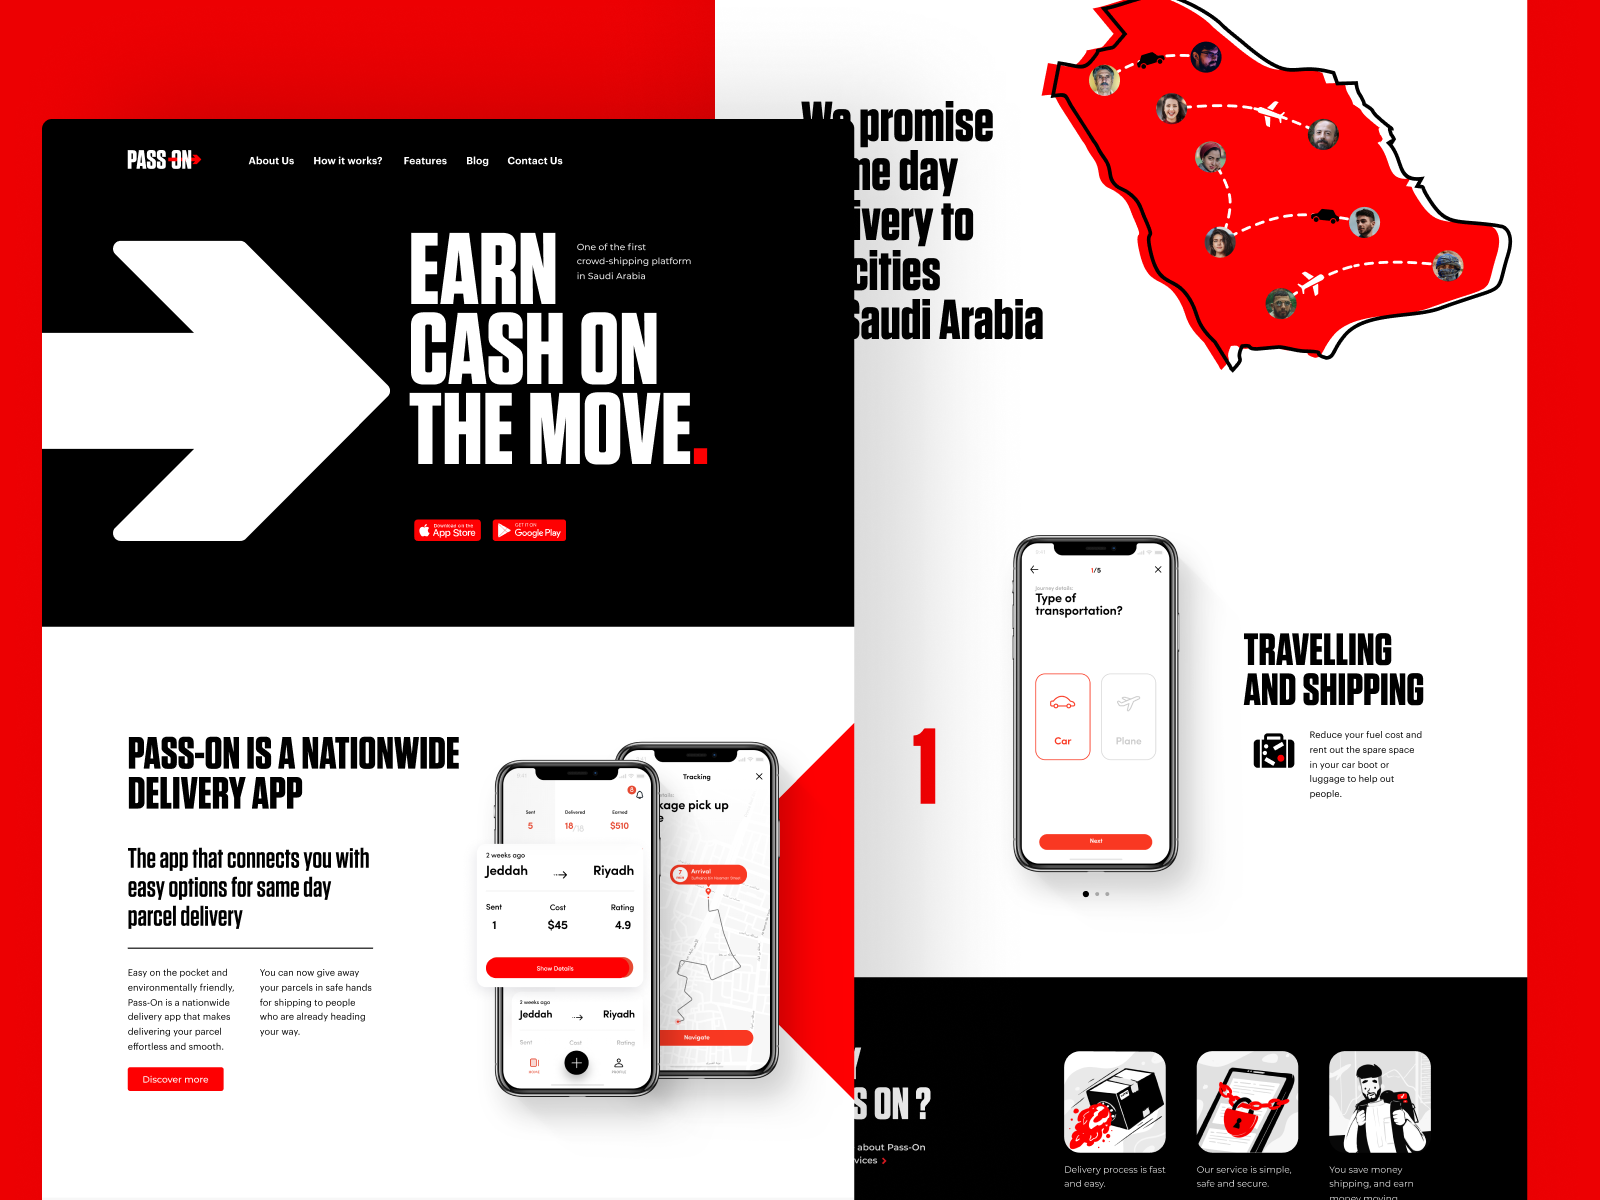 PASS-ON
About Us
How it works?
Features
Blog
Contact Us
EARN
CASH ON
THE MOVE.
One of the first
crowd-shipping platform
in Saudi Arabia
Download on the
App Store
GET IT ON
Google Play
PASS-ON IS A NATIONWIDE
DELIVERY APP
The app that connects you with
easy options for same day
parcel delivery
Easy on the pocket and
environmentally friendly,
Pass-On is a nationwide
delivery app that makes
delivering your parcel
effortless and smooth.
You can now give away
your parcels in safe hands
for shipping to people
who are already heading
your way.
Discover more
8
Sent
Delivered
Earned
5
18/18
$510
2 weeks ago
Jeddah
Riyadh
Sent
Cost
Rating
1
$45
4.9
Show Details
2 weeks ago
Jeddah
Riyadh
Sent
Cost
Rating
Tracking
kage pick up
e
7
Arrival
Navigate
We promise
me day
ivery to
cities
Saudi Arabia
1
1/5
Journey details
Type of
transportation?
Car
Plane
Next
TRAVELLING
AND SHIPPING
Reduce your fuel cost and
rent out the spare space
in your car boot or
luggage to help out
people.
Y
S ON ?
about Pass-On
vices
Delivery process is fast
and easy.
Our service is simple,
safe and secure.
You save money
shipping, and earn
money moving